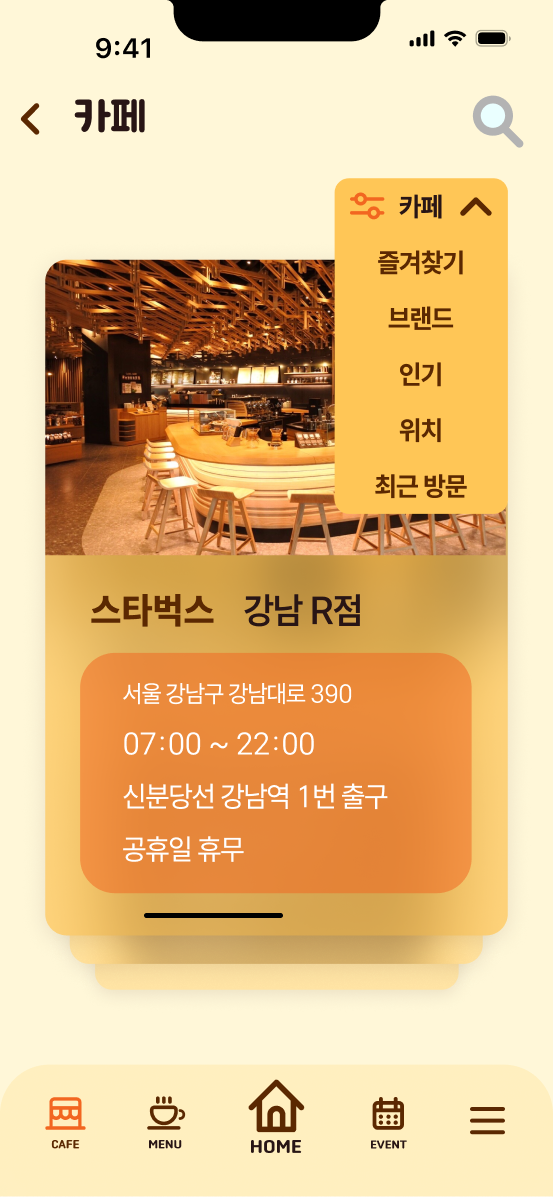 9:41
카페
카페
즐겨찾기
브랜드
인기
위치
최근 방문
스타벅스 강남 R점
서울 강남구 강남대로 390
07:00 ~ 22:00
신분당선 강남역 1번 출구
공휴일 휴무
CAFE MENU HOME EVENT